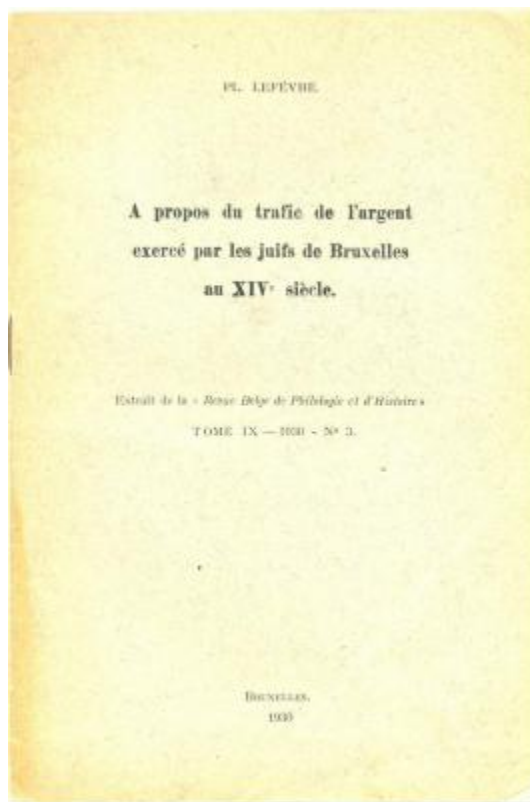 PL. LEFÈVRE.
A propos du trafic de l'argent
exercé par les juifs de Bruxelles
au XIVe siècle.
Extrait de la « Revue Belge de Philologie et d'Histoire »
TOME IX — 1930 - No 3.
BRUXELLES.
1930